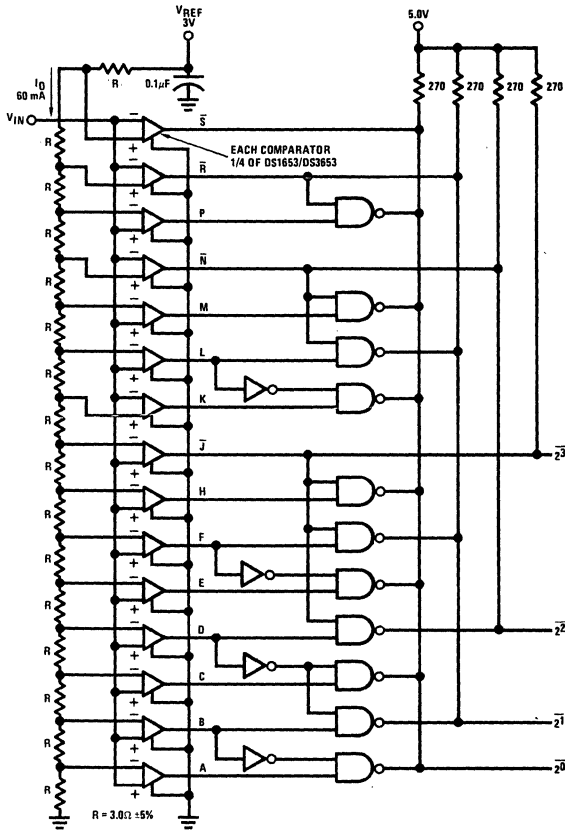 VREF
3V
5.0V
R
0.1µF
ID
60 mA
270
270
270
270
VIN
−
+
S̅
EACH COMPARATOR
1/4 OF DS1653/DS3653
R
−
R̅
R
−
+
P
R
−
N̅
R
−
+
M
R
−
+
L
R
−
K
R
−
+
J̅
2̅³
R
−
+
H
R
−
+
F
R
−
+
E
R
−
+
D
2̅²
R
−
+
C
R
−
+
B
2̅¹
R
−
+
A
2̅⁰
R
+
R = 3.0Ω ±5%